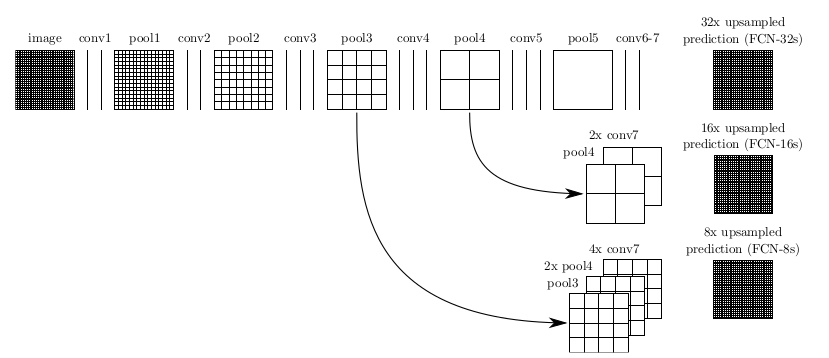 image conv1 pool1 conv2 pool2 conv3 pool3 conv4 pool4 conv5 pool5 conv6-7
32x upsampled
prediction (FCN-32s)
2x conv7
pool4
16x upsampled
prediction (FCN-16s)
4x conv7
2x pool4
pool3
8x upsampled
prediction (FCN-8s)